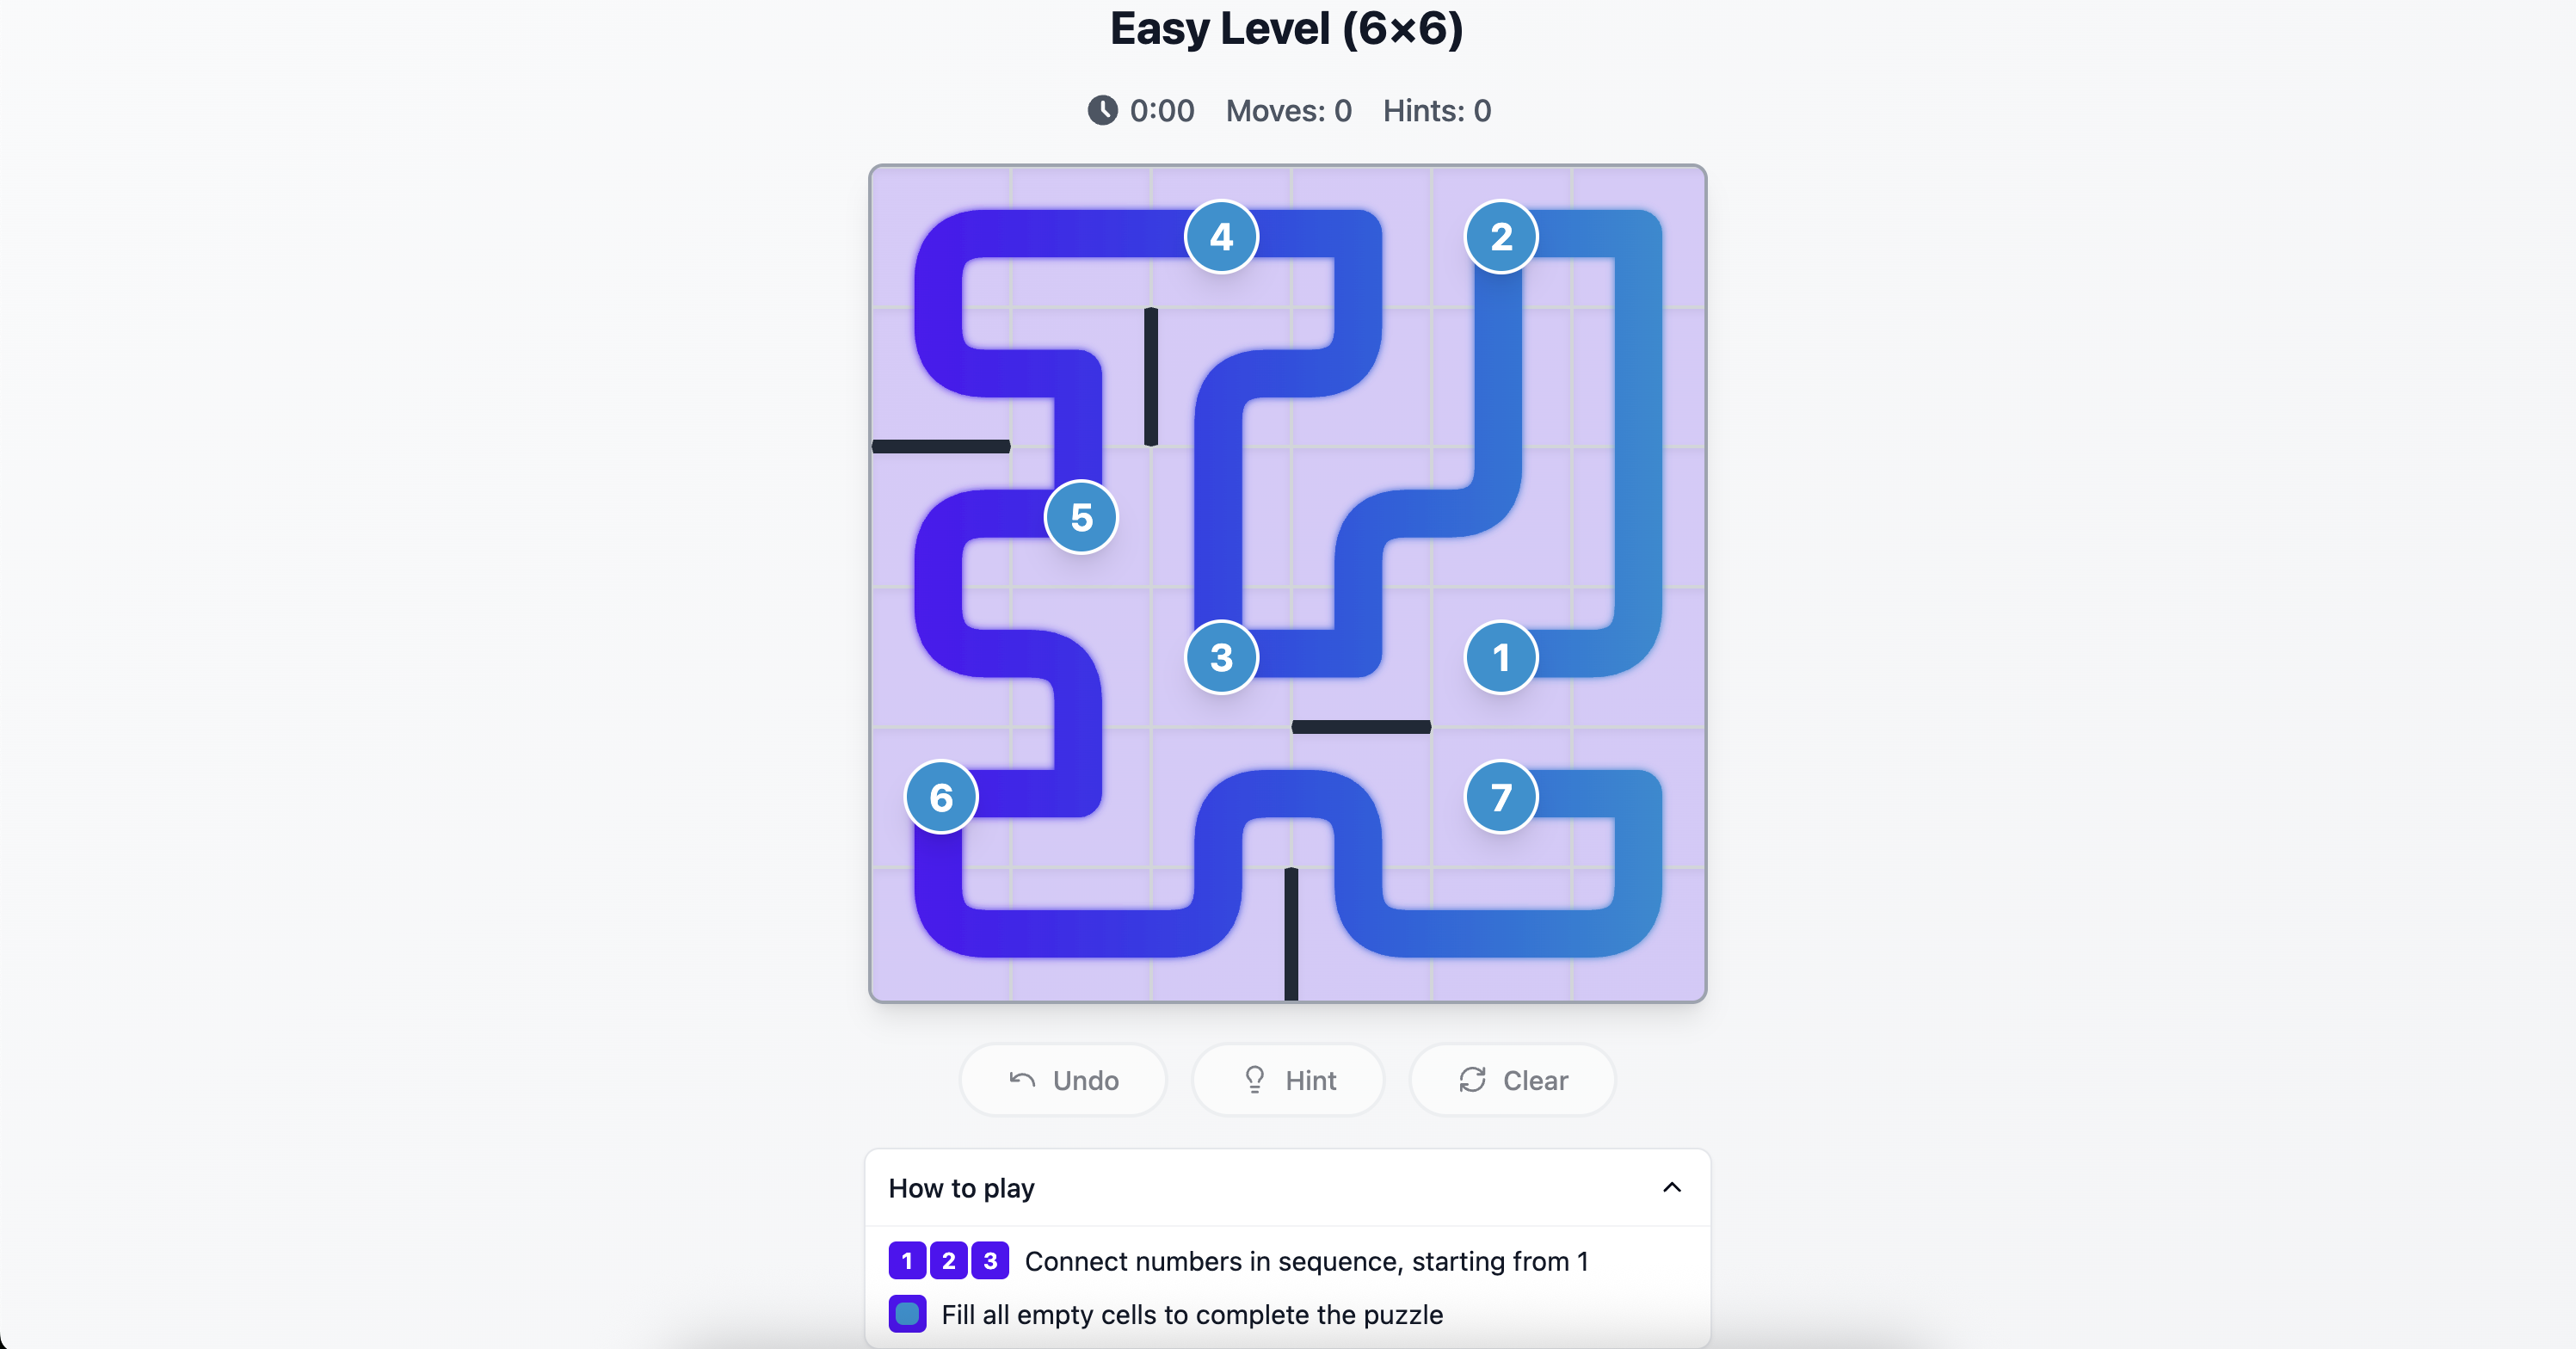 Easy Level (6×6)
0:00 Moves: 0 Hints: 0
4 2
5
3 1
6 7
Undo Hint Clear
How to play
1 2 3 Connect numbers in sequence, starting from 1
Fill all empty cells to complete the puzzle